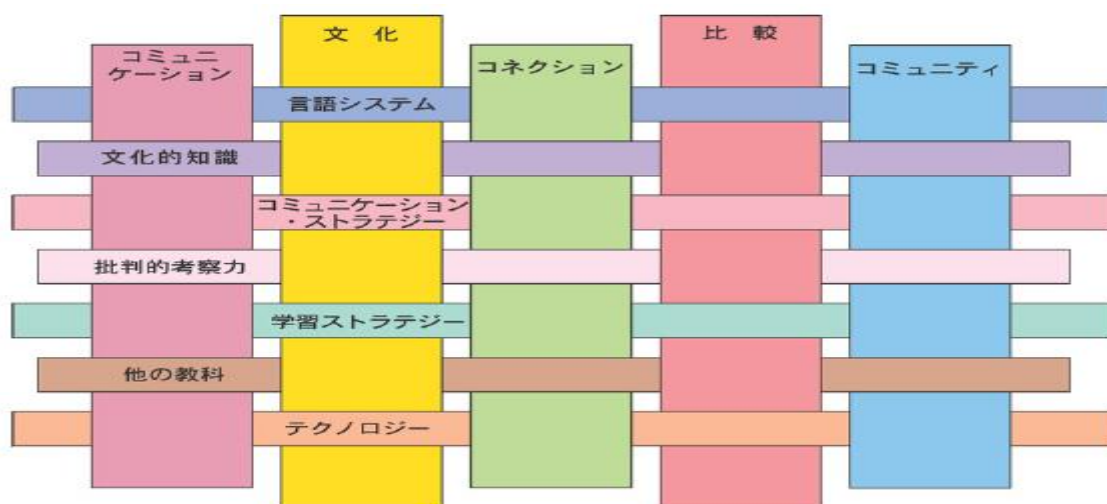 コミュニ
ケーション
文 化
コネクション
比 較
コミュニティ
言語システム
文化的知識
コミュニケーション
・ストラテジー
批判的考察力
学習ストラテジー
他の教科
テクノロジー